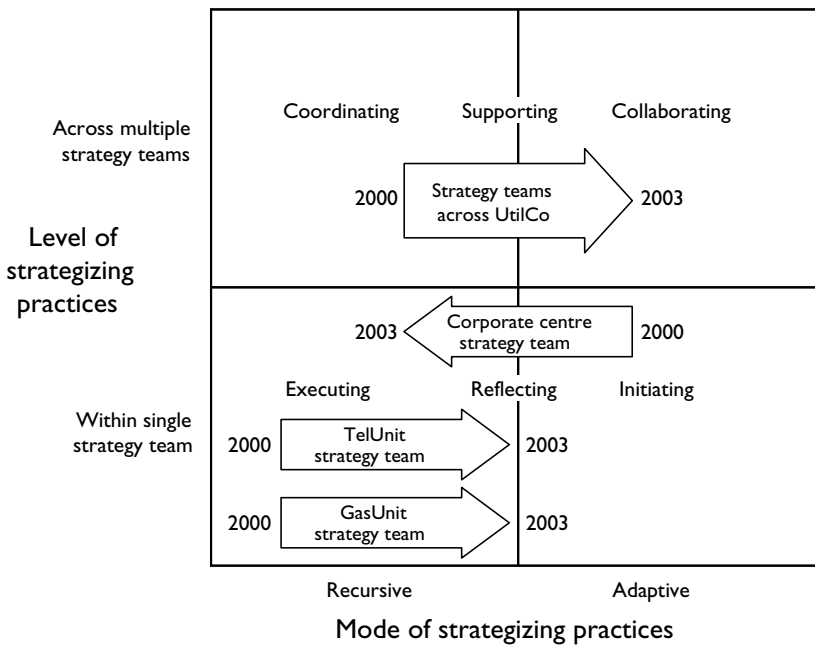 Coordinating Supporting Collaborating
Across multiple
strategy teams
2000 Strategy teams 2003
across UtilCo
Level of
strategizing
practices
Corporate centre
2003 strategy team 2000
Executing Reflecting Initiating
Within single
strategy team
2000 TelUnit 2003
strategy team
2000 GasUnit 2003
strategy team
Recursive Adaptive
Mode of strategizing practices